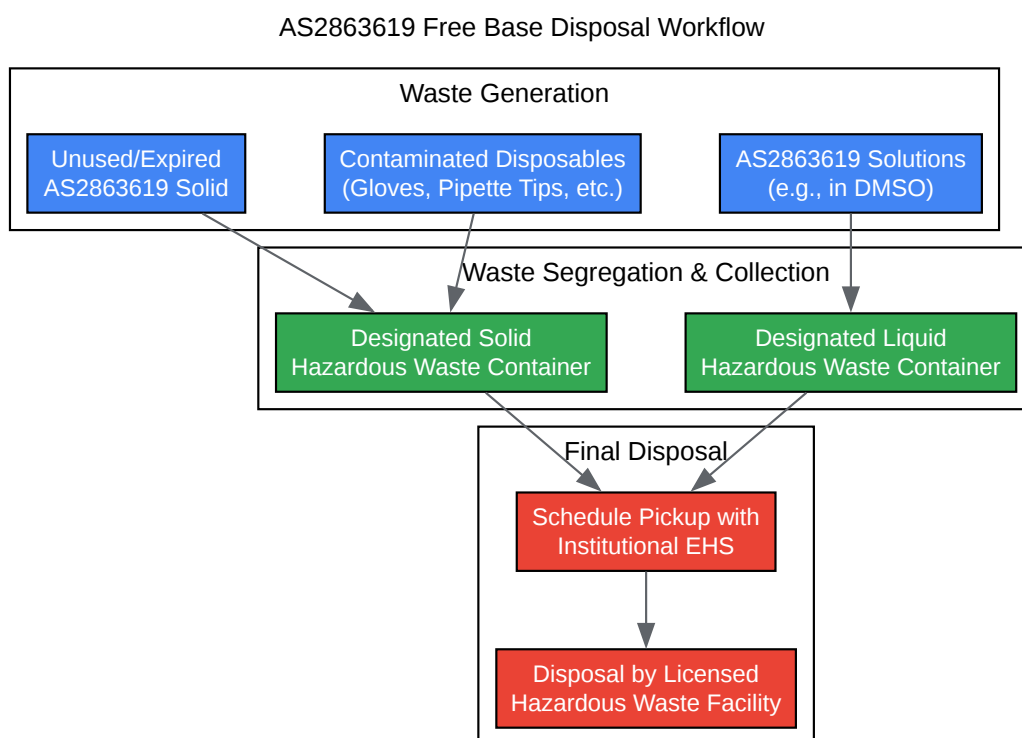 AS2863619 Free Base Disposal Workflow
Waste Generation
Unused/Expired
AS2863619 Solid
Contaminated Disposables
(Gloves, Pipette Tips, etc.)
AS2863619 Solutions
(e.g., in DMSO)
Waste Segregation & Collection
Designated Solid
Hazardous Waste Container
Designated Liquid
Hazardous Waste Container
Final Disposal
Schedule Pickup with
Institutional EHS
Disposal by Licensed
Hazardous Waste Facility